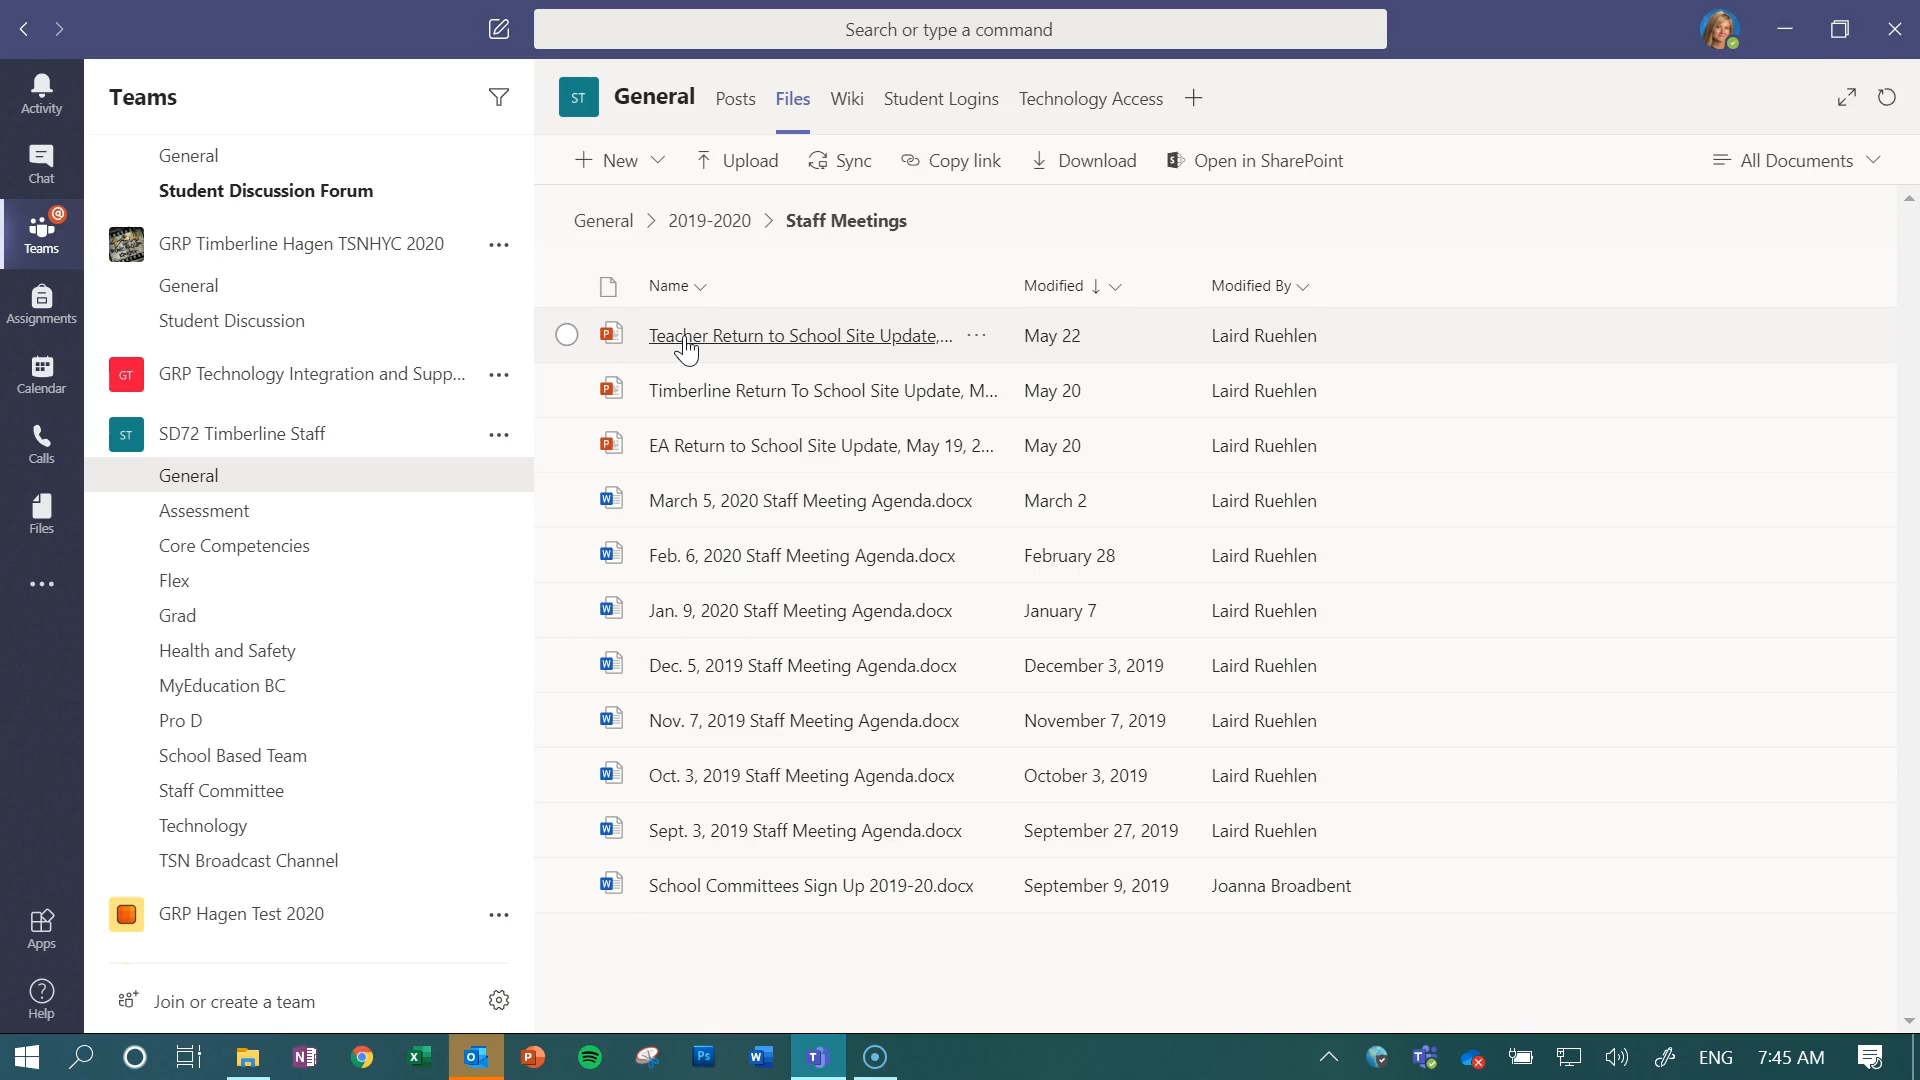 Search or type a command
Activity
Chat
Teams
Assignments
Calendar
Calls
Files
Apps
Help
Teams
General
Student Discussion Forum
GRP Timberline Hagen TSNHYC 2020
General
Student Discussion
GT
GRP Technology Integration and Supp...
ST
SD72 Timberline Staff
General
Assessment
Core Competencies
Flex
Grad
Health and Safety
MyEducation BC
Pro D
School Based Team
Staff Committee
Technology
TSN Broadcast Channel
GRP Hagen Test 2020
Join or create a team
ST General Posts Files Wiki Student Logins Technology Access
New Upload Sync Copy link Download Open in SharePoint All Documents
General > 2019-2020 > Staff Meetings
Name Modified Modified By
Teacher Return to School Site Update,... May 22 Laird Ruehlen
Timberline Return To School Site Update, M... May 20 Laird Ruehlen
EA Return to School Site Update, May 19, 2... May 20 Laird Ruehlen
March 5, 2020 Staff Meeting Agenda.docx March 2 Laird Ruehlen
Feb. 6, 2020 Staff Meeting Agenda.docx February 28 Laird Ruehlen
Jan. 9, 2020 Staff Meeting Agenda.docx January 7 Laird Ruehlen
Dec. 5, 2019 Staff Meeting Agenda.docx December 3, 2019 Laird Ruehlen
Nov. 7, 2019 Staff Meeting Agenda.docx November 7, 2019 Laird Ruehlen
Oct. 3, 2019 Staff Meeting Agenda.docx October 3, 2019 Laird Ruehlen
Sept. 3, 2019 Staff Meeting Agenda.docx September 27, 2019 Laird Ruehlen
School Committees Sign Up 2019-20.docx September 9, 2019 Joanna Broadbent
ENG 7:45 AM